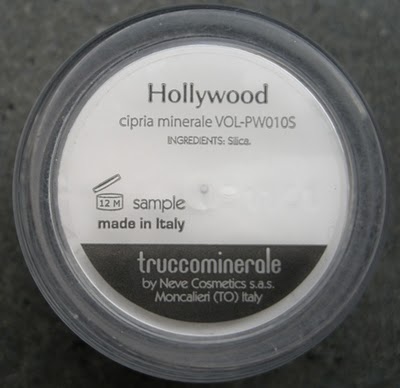 Hollywood
cipria minerale VOL-PW010S
INGREDIENTS: Silica.
12 M sample
made in Italy
truccominerale
by Neve Cosmetics s.a.s.
Moncalieri (TO) Italy